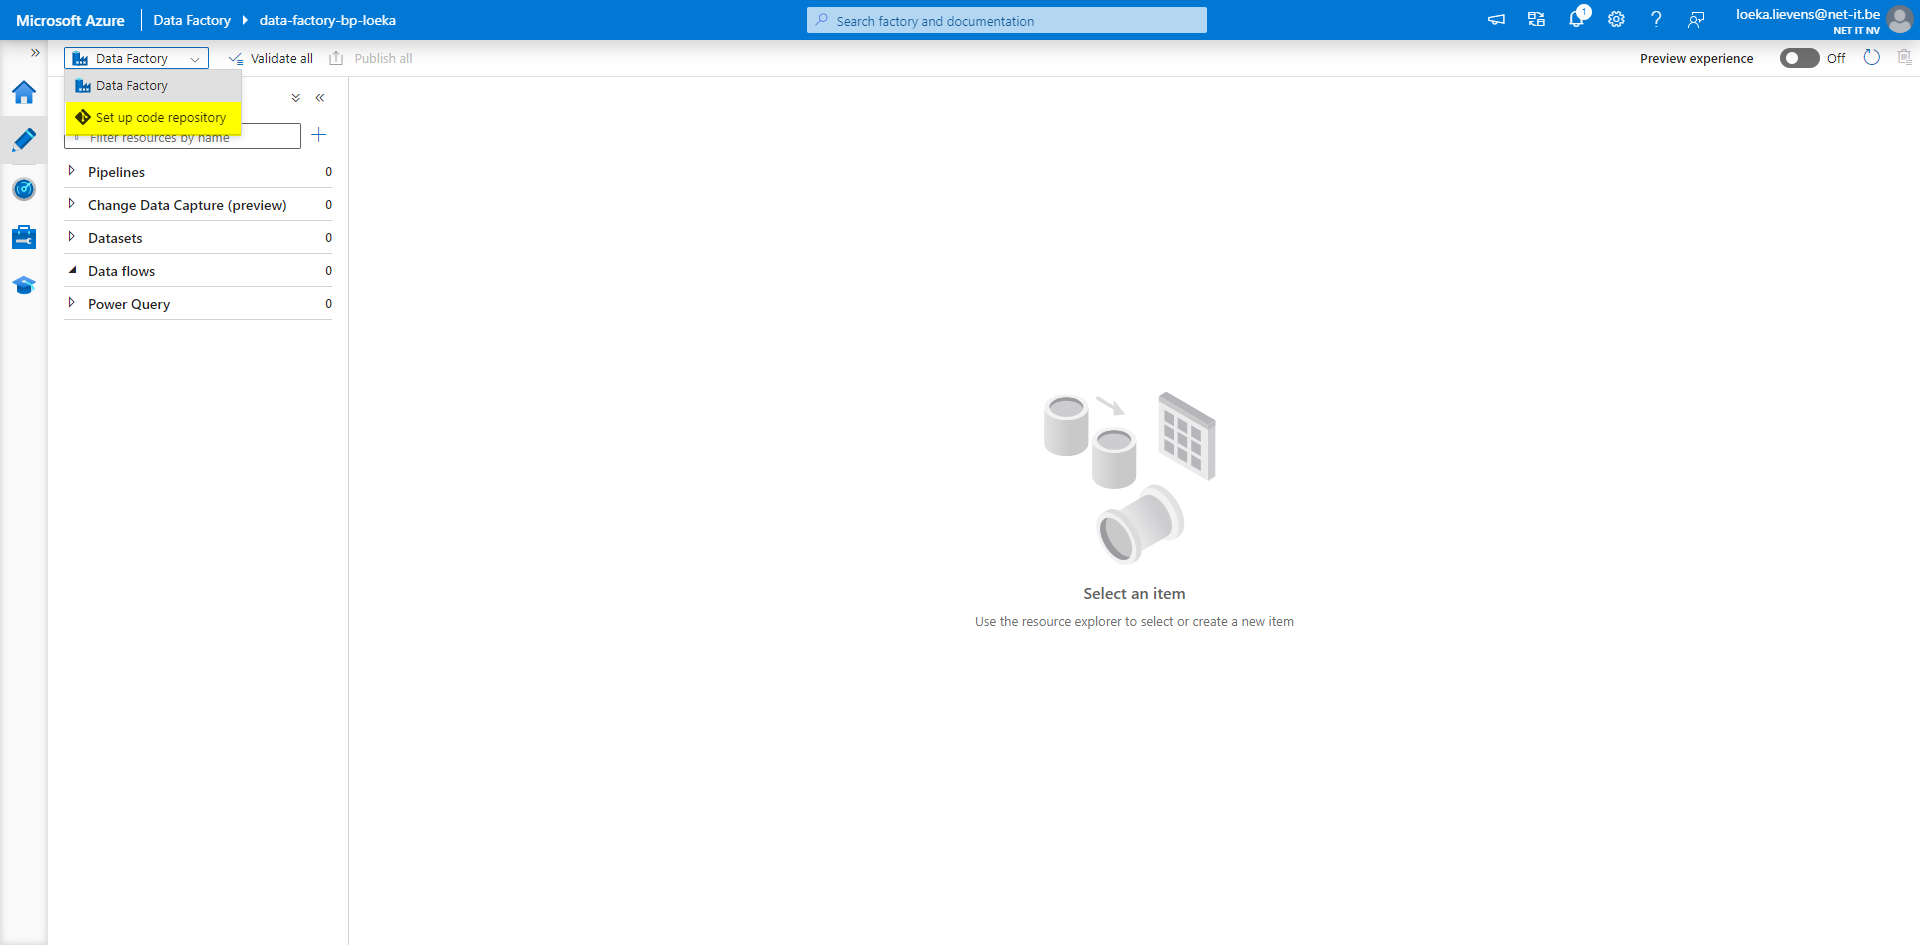 Microsoft Azure Data Factory data-factory-bp-loeka Search factory and documentation 1 loeka.lievens@net-it.be
NET IT NV
Data Factory Validate all Publish all Preview experience Off
Data Factory
Set up code repository
Filter resources by name
Pipelines 0
Change Data Capture (preview) 0
Datasets 0
Data flows 0
Power Query 0
Select an item
Use the resource explorer to select or create a new item